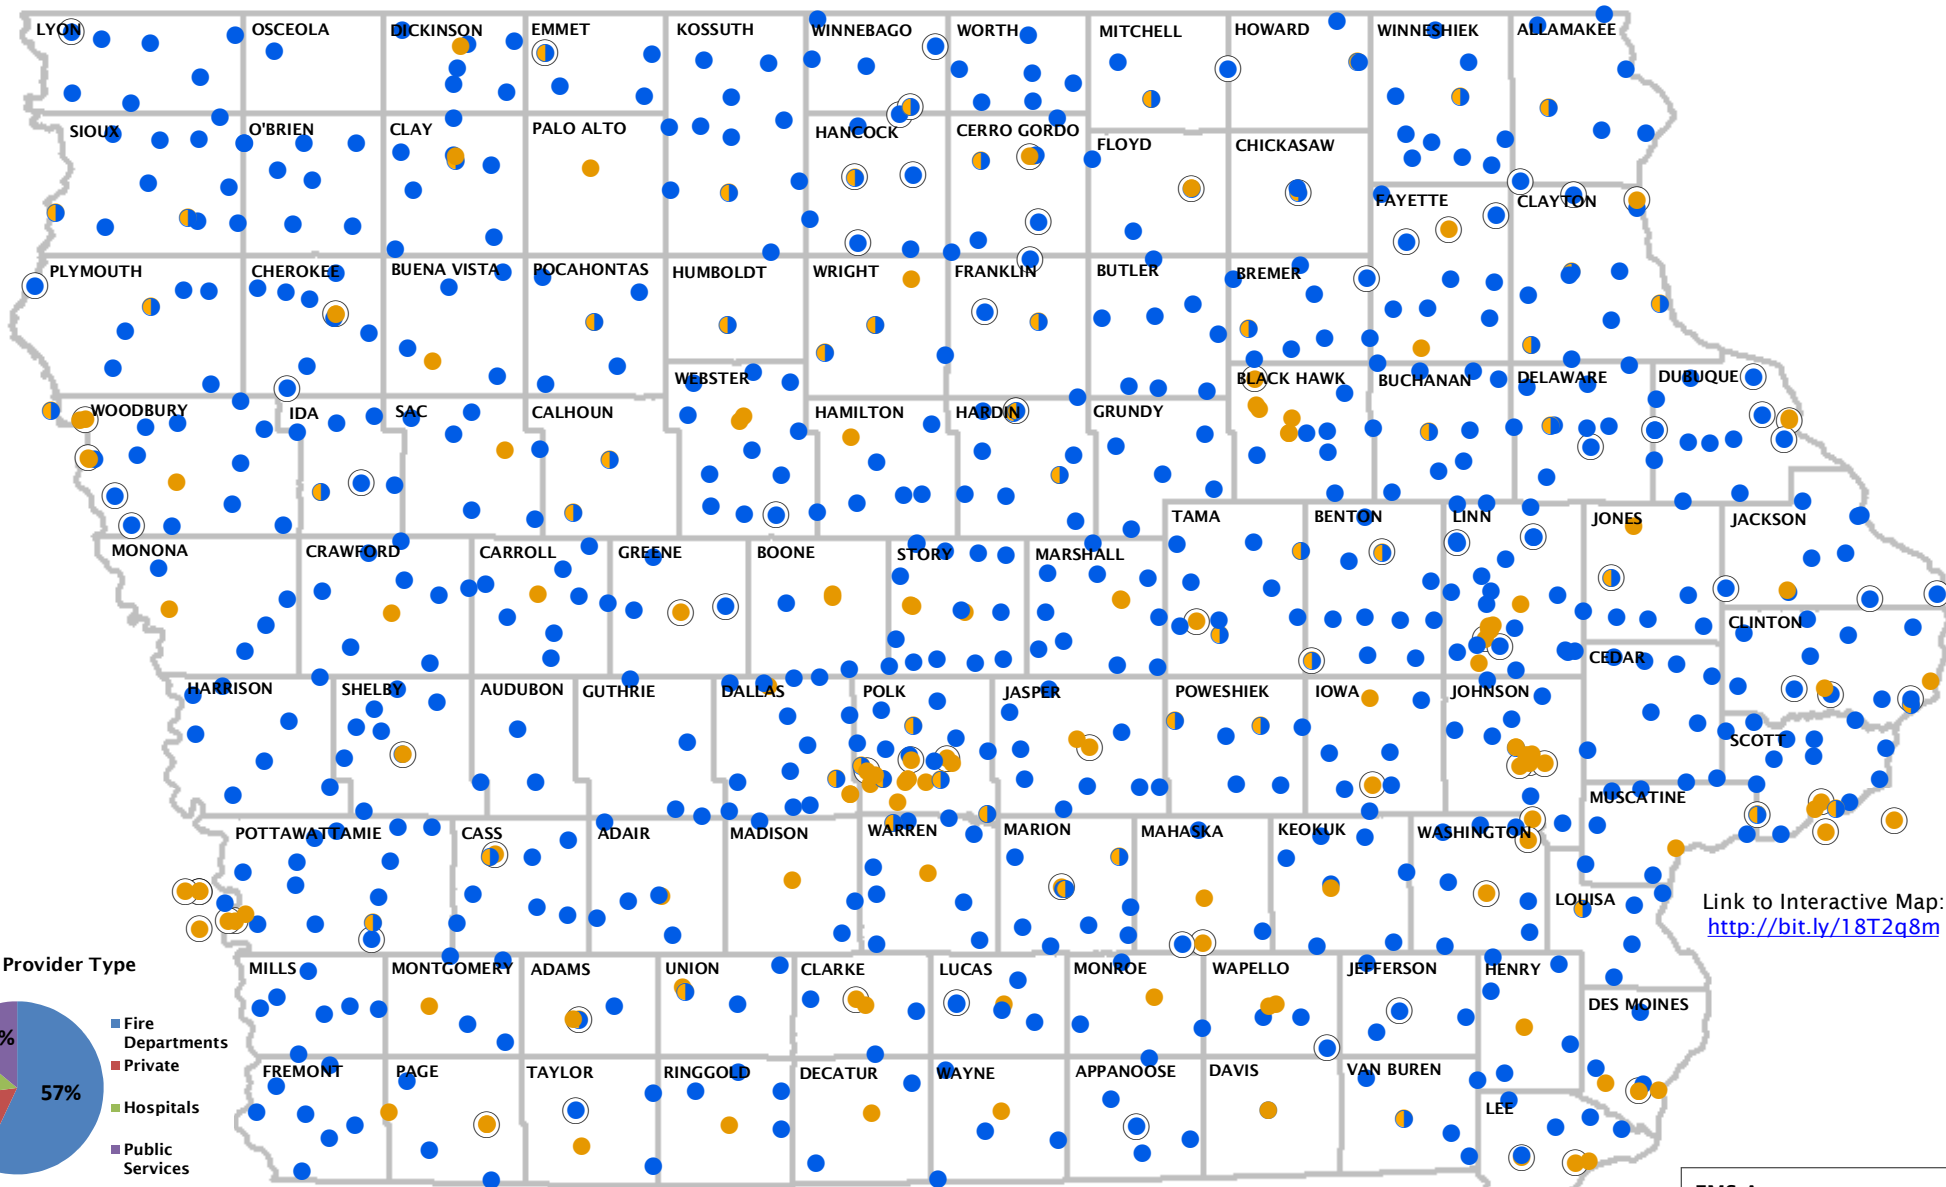 LYON OSCEOLA DICKINSON EMMET KOSSUTH WINNEBAGO WORTH MITCHELL HOWARD WINNESHIEK ALLAMAKEE
SIOUX O'BRIEN CLAY PALO ALTO HANCOCK CERRO GORDO FLOYD CHICKASAW
FAYETTE CLAYTON
PLYMOUTH CHEROKEE BUENA VISTA POCAHONTAS HUMBOLDT WRIGHT FRANKLIN BUTLER BREMER
WEBSTER BLACK HAWK BUCHANAN DELAWARE DUBUQUE
WOODBURY IDA SAC CALHOUN HAMILTON HARDIN GRUNDY
TAMA BENTON LINN JONES JACKSON
MONONA CRAWFORD CARROLL GREENE BOONE STORY MARSHALL
CLINTON
CEDAR
HARRISON SHELBY AUDUBON GUTHRIE DALLAS POLK JASPER POWESHIEK IOWA JOHNSON
SCOTT
MUSCATINE
POTTAWATTAMIE CASS ADAIR MADISON WARREN MARION MAHASKA KEOKUK WASHINGTON
LOUISA
Link to Interactive Map:
http://bit.ly/18T2q8m
Provider Type
MILLS MONTGOMERY ADAMS UNION CLARKE LUCAS MONROE WAPELLO JEFFERSON HENRY
DES MOINES
Fire
Departments
%
Private
57%
FREMONT PAGE TAYLOR RINGGOLD DECATUR WAYNE APPANOOSE DAVIS VAN BUREN
Hospitals
LEE
Public
Services